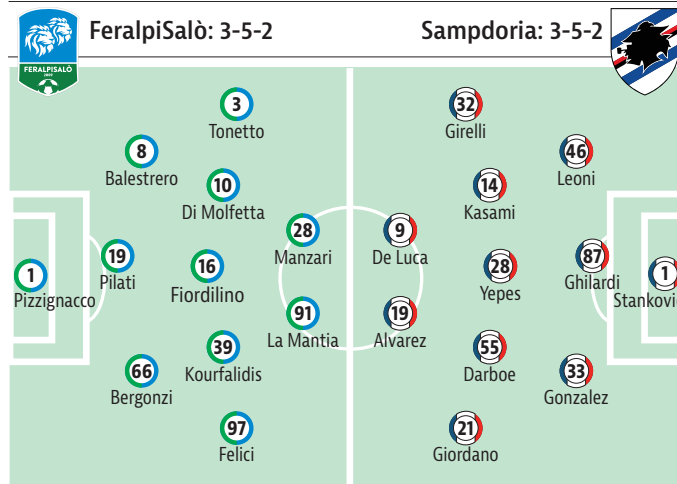 FeralpiSalò: 3-5-2
Sampdoria: 3-5-2
FERALPISALÒ
2009
3
Tonetto
8
Balestrero
10
Di Molfetta
28
Manzari
19
Pilati
16
Fiordilino
1
Pizzignacco
91
La Mantia
39
Kourfalidis
66
Bergonzi
97
Felici
32
Girelli
46
Leoni
14
Kasami
9
De Luca
28
Yepes
87
Ghilardi
1
Stankovic
19
Alvarez
55
Darboe
33
Gonzalez
21
Giordano